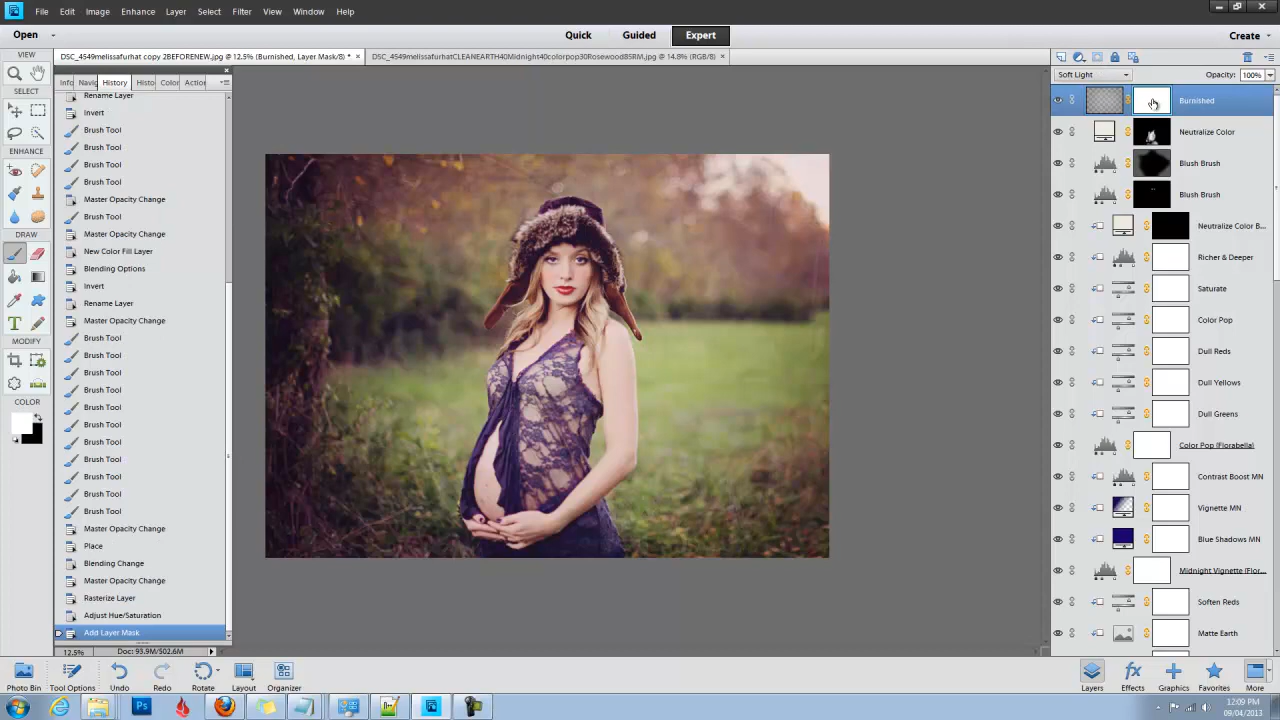 File Edit Image Enhance Layer Select Filter View Window Help
Open Quick Guided Expert Create
VIEW DSC_4549melissafurhat copy 2BEFORENEW.jpg @ 12.5% (Burnished, Layer Mask/8) * × DSC_4549melissafurhatCLEANEARTH40Midnight40colorpop30Rosewood85RM.jpg @ 14.8% (RGB/8) ×
Soft Light Opacity: 100%
Info Navig History Histo Color Action
SELECT
ENHANCE
DRAW
MODIFY
COLOR
Rename Layer
Invert
Brush Tool
Brush Tool
Brush Tool
Brush Tool
Master Opacity Change
Brush Tool
Master Opacity Change
New Color Fill Layer
Blending Options
Invert
Rename Layer
Master Opacity Change
Brush Tool
Brush Tool
Brush Tool
Brush Tool
Brush Tool
Brush Tool
Brush Tool
Brush Tool
Brush Tool
Brush Tool
Brush Tool
Master Opacity Change
Place
Blending Change
Master Opacity Change
Rasterize Layer
Adjust Hue/Saturation
Add Layer Mask
Burnished
Neutralize Color
Blush Brush
Blush Brush
Neutralize Color B...
Richer & Deeper
Saturate
Color Pop
Dull Reds
Dull Yellows
Dull Greens
Color Pop (Florabella)
Contrast Boost MN
Vignette MN
Blue Shadows MN
Midnight Vignette (Flor...
Soften Reds
Matte Earth
12.5% Doc: 93.9M/502.6M
Photo Bin Tool Options Undo Redo Rotate Layout Organizer Layers Effects Graphics Favorites More
Ps
12:09 PM
09/04/2013